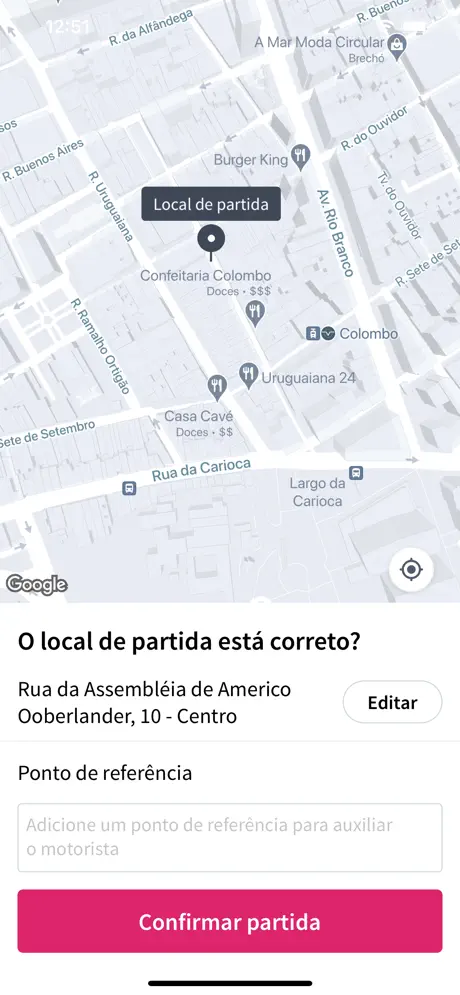 12:51
R. da Alfândega
R. Buenos
A Mar Moda Circular
Brechó
sos
R. Buenos Aires
R. do Ouvidor
Burger King
R. Uruguaiana
Tv. do Ouvidor
Av. Rio Branco
Local de partida
R. Sete de Se
Confeitaria Colombo
Doces • $$$
R. Ramalho Ortigão
Colombo
Uruguaiana 24
Casa Cavé
Doces • $$
Sete de Setembro
Rua da Carioca
Largo da
Carioca
Google
O local de partida está correto?
Rua da Assembléia de Americo
Ooberlander, 10 - Centro
Editar
Ponto de referência
Adicione um ponto de referência para auxiliar
o motorista
Confirmar partida